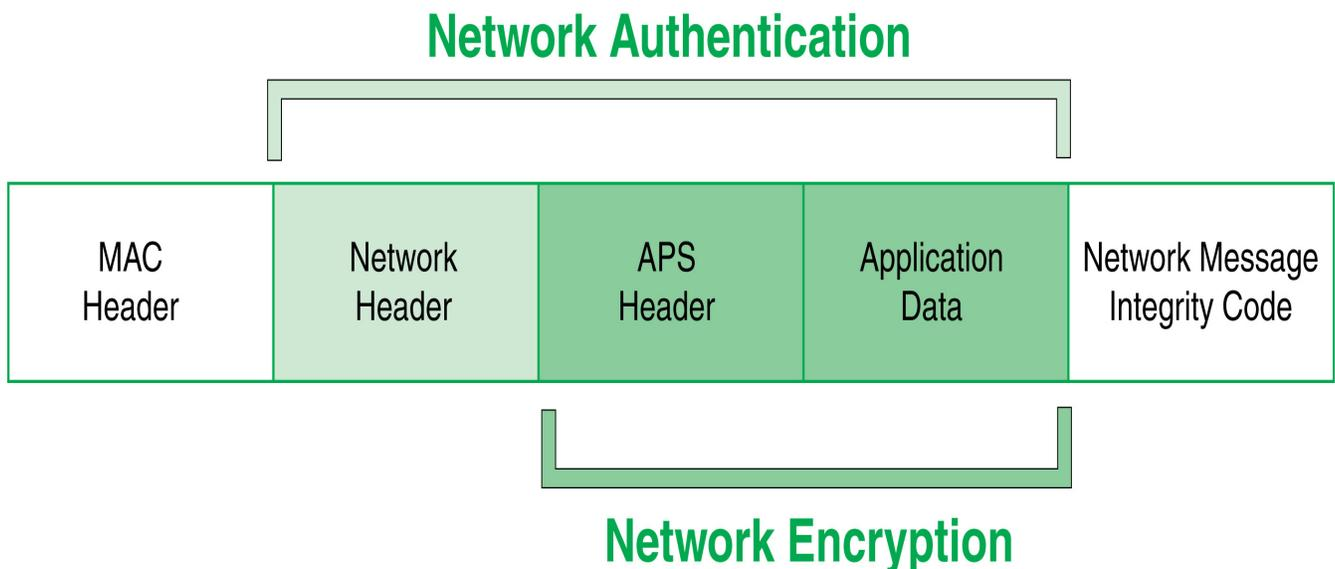 Network Authentication
MAC
Header
Network
Header
APS
Header
Application
Data
Network Message
Integrity Code
Network Encryption